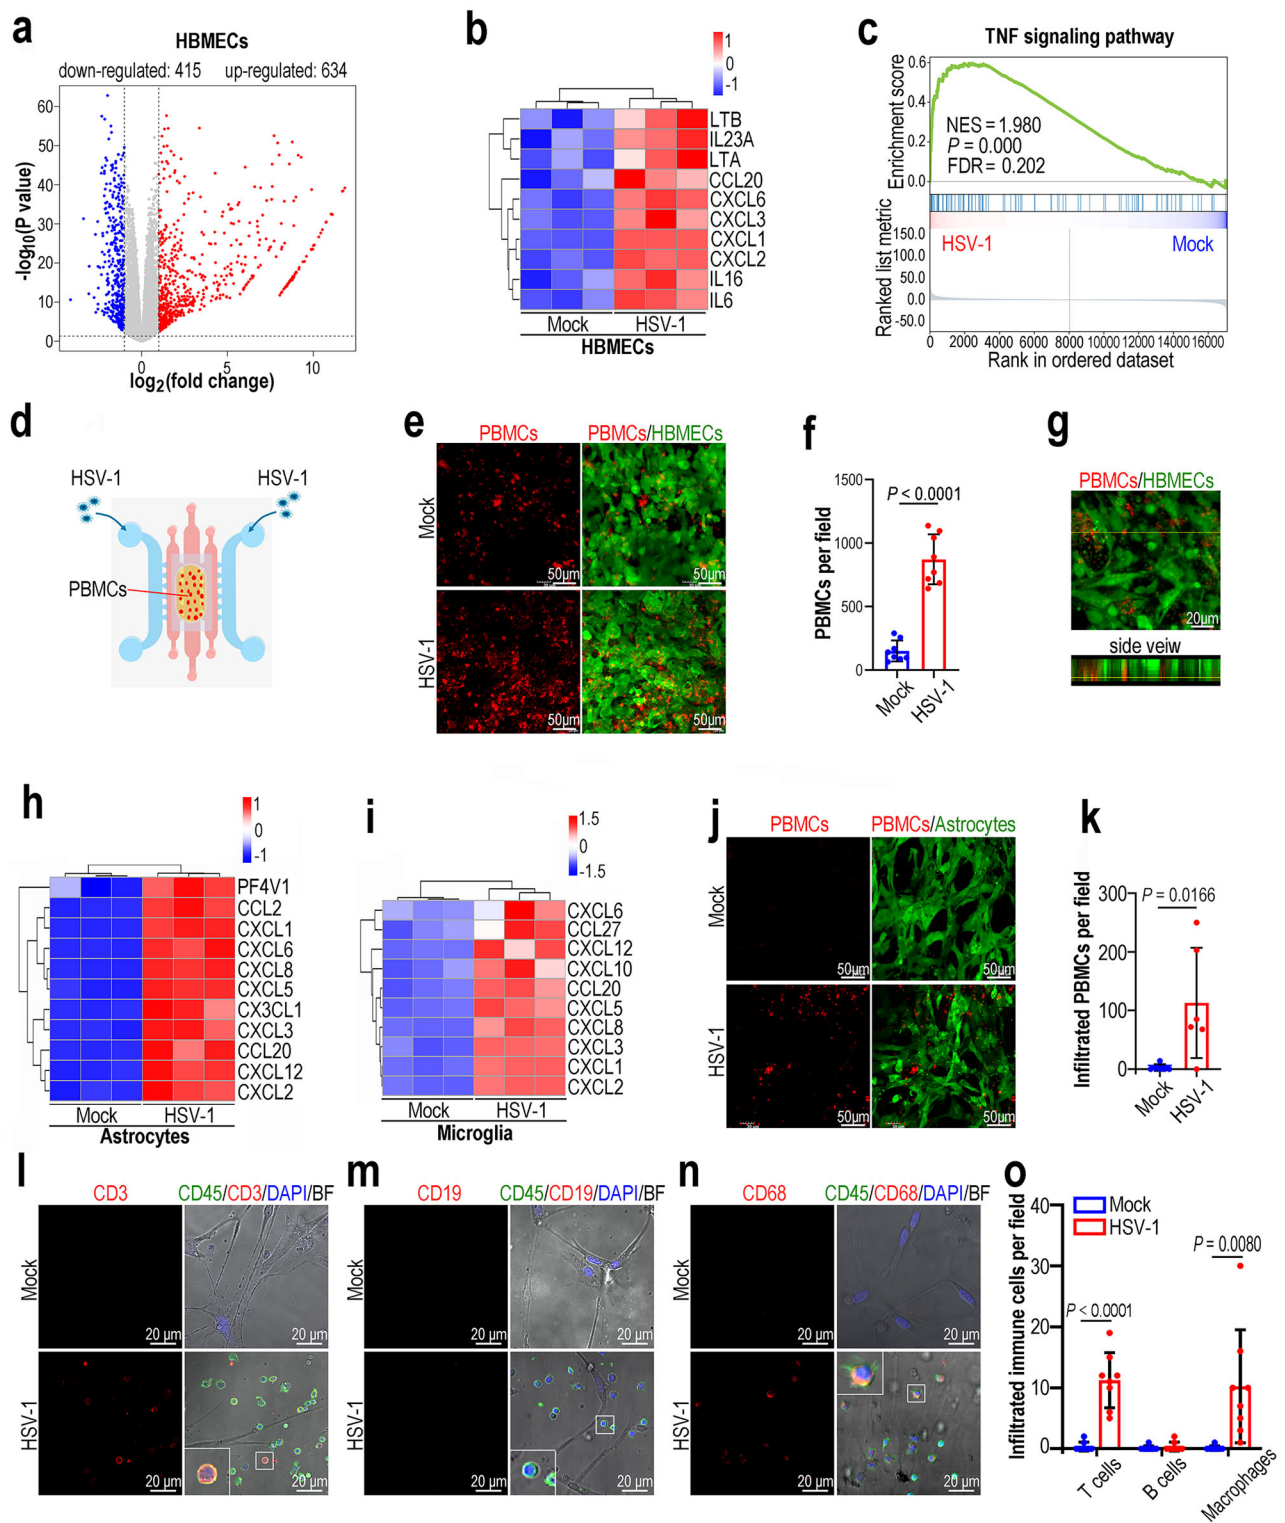 a
HBMECs
down-regulated: 415 up-regulated: 634
-log10(P value)
60
50
40
30
20
10
0
0 5 10
log2(fold change)
b
1
0
-1
LTB
IL23A
LTA
CCL20
CXCL6
CXCL3
CXCL1
CXCL2
IL16
IL6
Mock HSV-1
HBMECs
c
TNF signaling pathway
Enrichment score
0.6
0.4
0.2
0.0
NES = 1.980
P = 0.000
FDR = 0.202
Ranked list metric
150.0
100.0
50.0
0.0
-50.0
HSV-1 Mock
0 2000 4000 6000 8000 10000 12000 14000 16000
Rank in ordered dataset
d
HSV-1 HSV-1
PBMCs
e
PBMCs PBMCs/HBMECs
Mock
50μm 50μm
HSV-1
50μm 50μm
f
PBMCs per field
1500
1000
500
0
P < 0.0001
Mock HSV-1
g
PBMCs/HBMECs
20μm
side veiw
h
1
0
-1
PF4V1
CCL2
CXCL1
CXCL6
CXCL8
CXCL5
CX3CL1
CXCL3
CCL20
CXCL12
CXCL2
Mock HSV-1
Astrocytes
i
1.5
0
-1.5
CXCL6
CCL27
CXCL12
CXCL10
CCL20
CXCL5
CXCL8
CXCL3
CXCL1
CXCL2
Mock HSV-1
Microglia
j
PBMCs PBMCs/Astrocytes
Mock
50μm 50μm
HSV-1
50μm 50μm
k
Infiltrated PBMCs per field
300
200
100
0
P = 0.0166
Mock HSV-1
l
CD3 CD45/CD3/DAPI/BF
Mock
20 μm 20 μm
HSV-1
20 μm 20 μm
m
CD19 CD45/CD19/DAPI/BF
Mock
20 μm 20 μm
HSV-1
20 μm 20 μm
n
CD68 CD45/CD68/DAPI/BF
Mock
20 μm 20 μm
HSV-1
20 μm 20 μm
o
Infiltrated immune cells per field
40
30
20
10
0
Mock
HSV-1
P < 0.0001
P = 0.0080
T cells B cells Macrophages